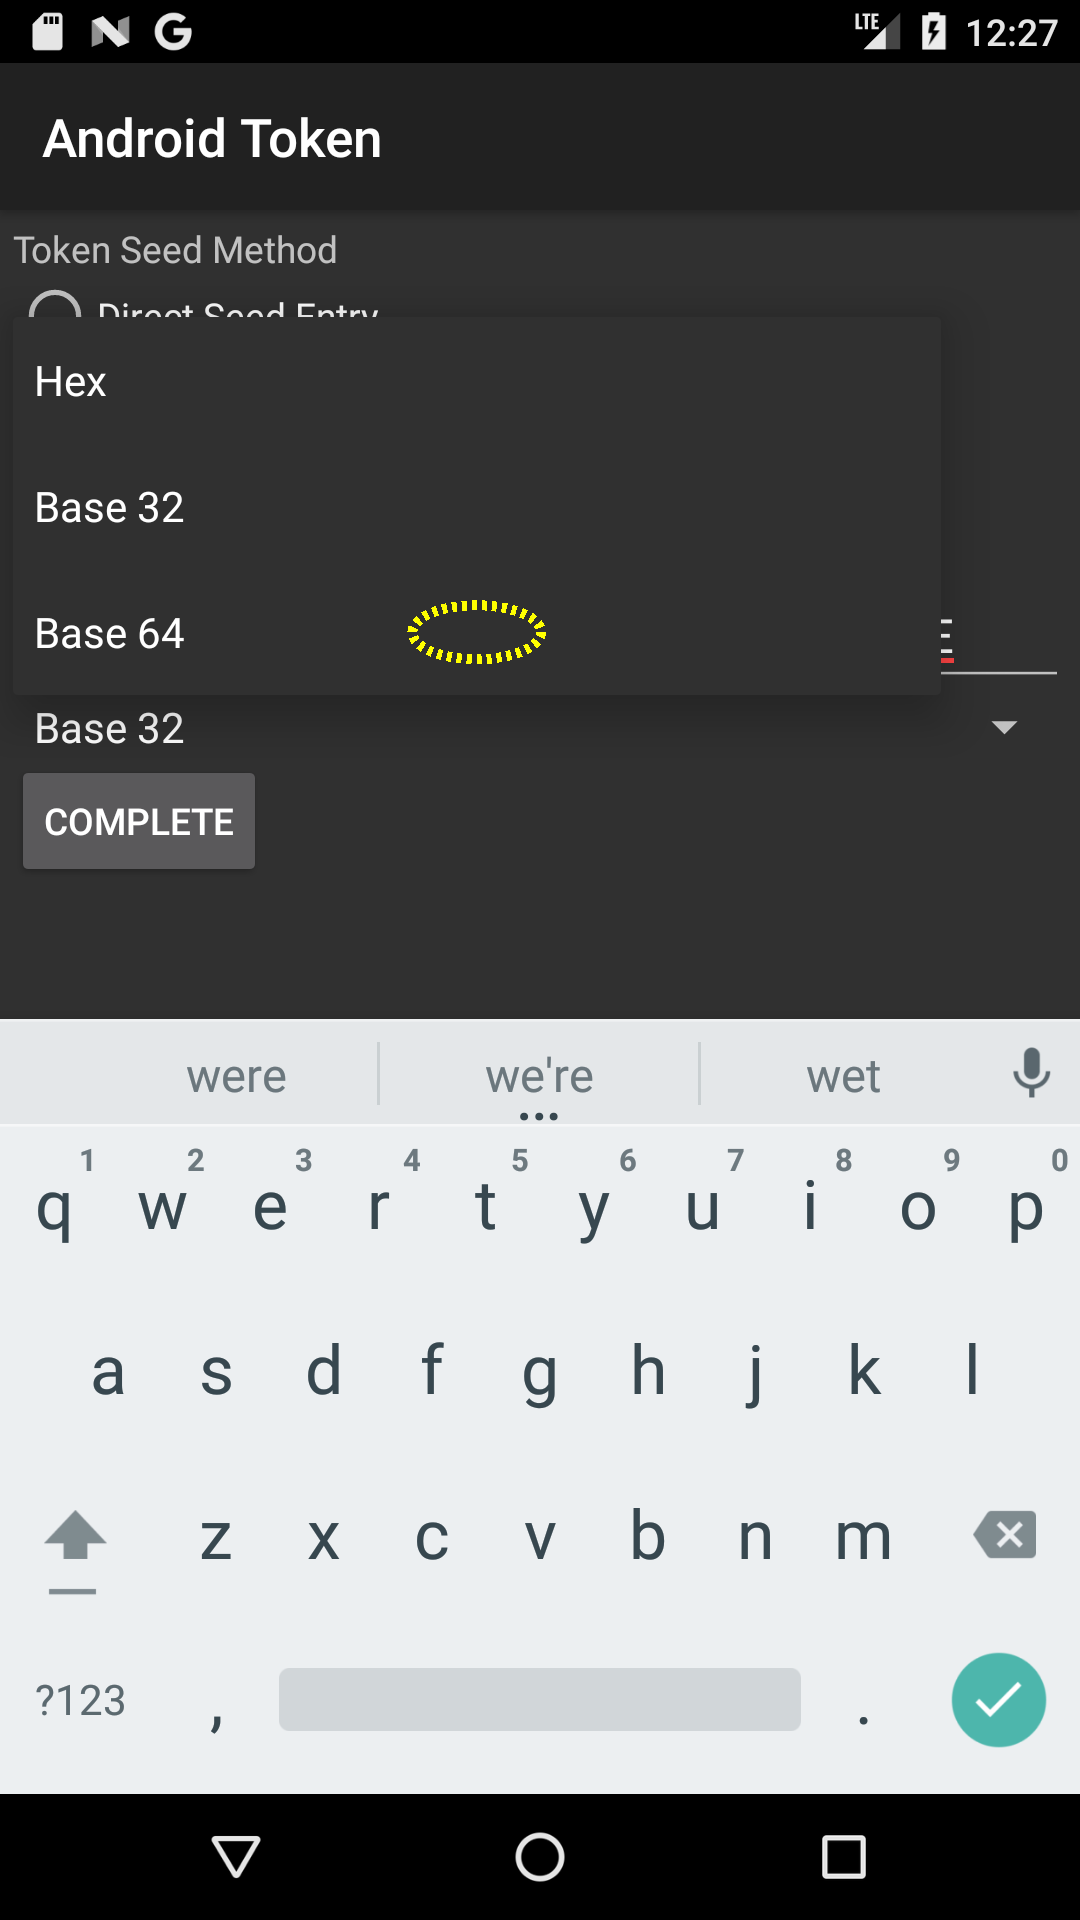 LTE 12:27
Android Token
Token Seed Method
Direct Seed Entry
Hex
Base 32
Base 64
Base 32
COMPLETE
were we're wet
1 2 3 4 5 6 7 8 9 0
q w e r t y u i o p
a s d f g h j k l
z x c v b n m
?123 , .